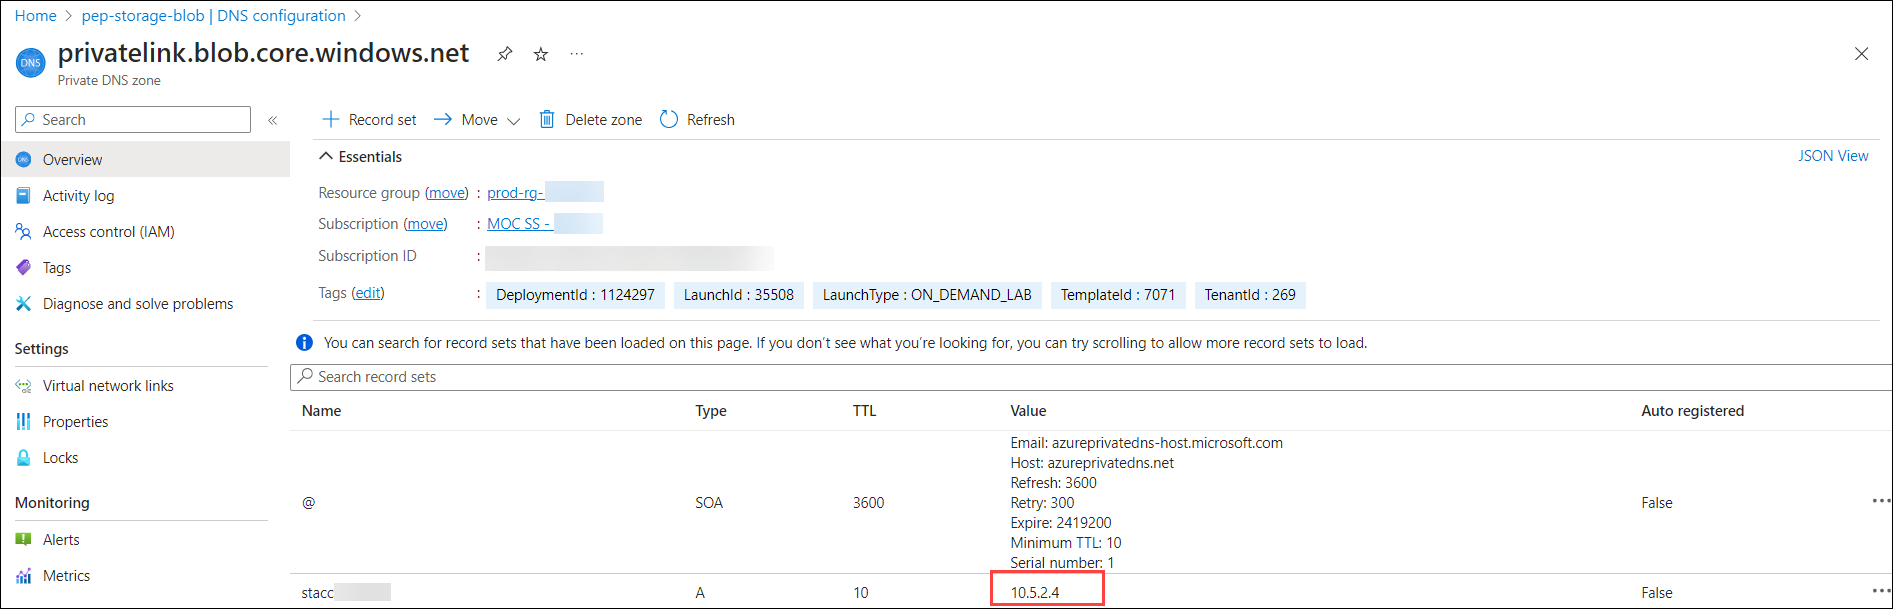 Home > pep-storage-blob | DNS configuration >
DNS
privatelink.blob.core.windows.net
Private DNS zone
Search
«
Record set
Move
Delete zone
Refresh
Overview
Activity log
Access control (IAM)
Tags
Diagnose and solve problems
Settings
Virtual network links
Properties
Locks
Monitoring
Alerts
Metrics
Essentials
JSON View
Resource group (move) : prod-rg-
Subscription (move) : MOC SS -
Subscription ID :
Tags (edit) : DeploymentId : 1124297 LaunchId : 35508 LaunchType : ON_DEMAND_LAB TemplateId : 7071 TenantId : 269
You can search for record sets that have been loaded on this page. If you don't see what you're looking for, you can try scrolling to allow more record sets to load.
Search record sets
Name Type TTL Value Auto registered
Email: azureprivatedns-host.microsoft.com
Host: azureprivatedns.net
Refresh: 3600
@ SOA 3600 Retry: 300 False
Expire: 2419200
Minimum TTL: 10
Serial number: 1
stacc A 10 10.5.2.4 False